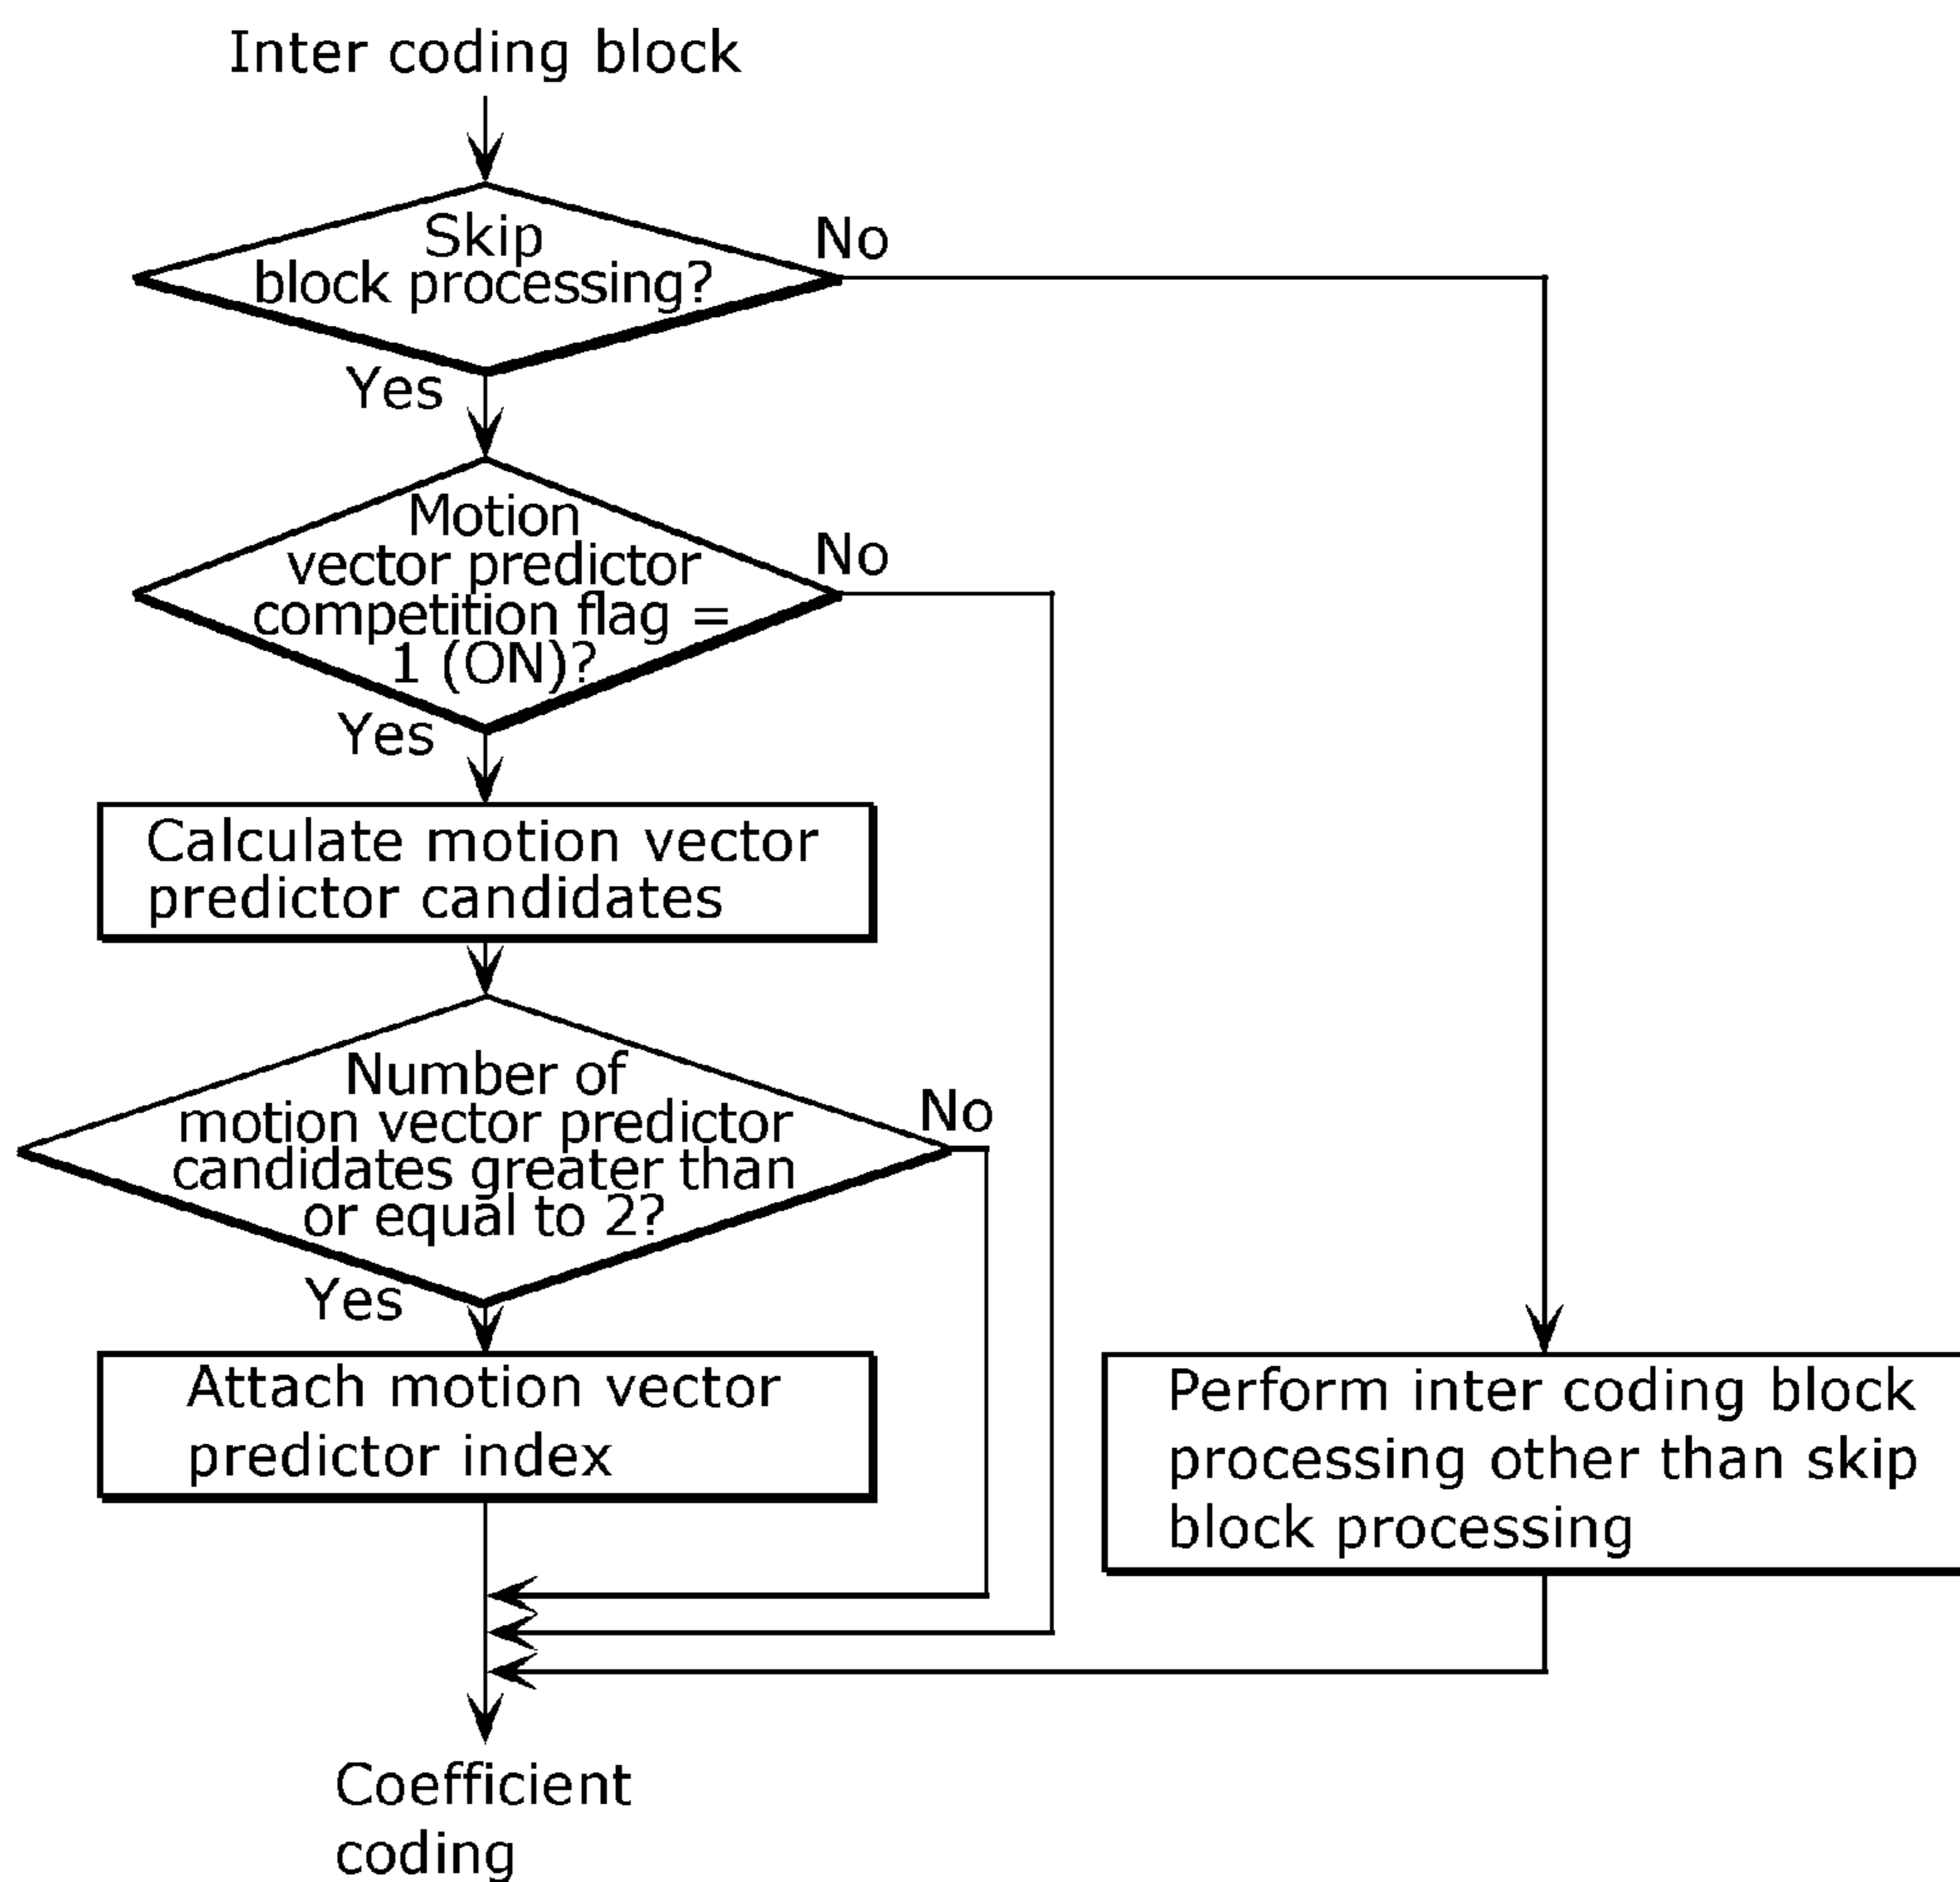 Inter coding block
Skip
block processing?
No
Yes
Motion
vector predictor
competition flag =
1 (ON)?
No
Yes
Calculate motion vector
predictor candidates
Number of
motion vector predictor
candidates greater than
or equal to 2?
No
Yes
Attach motion vector
predictor index
Perform inter coding block
processing other than skip
block processing
Coefficient
coding